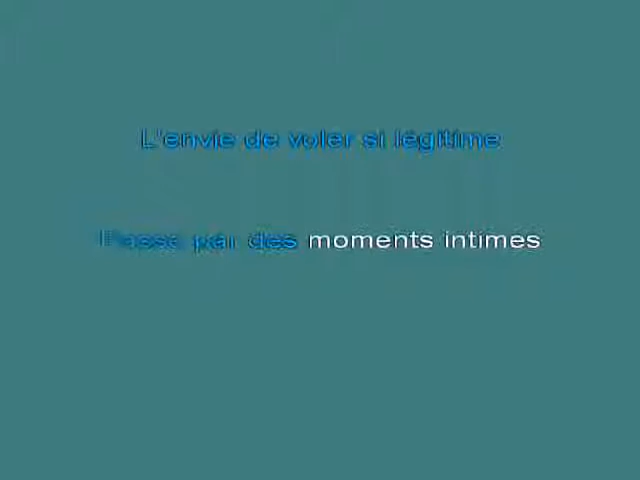 L'envie de voler si légitime
Passe par des moments intimes